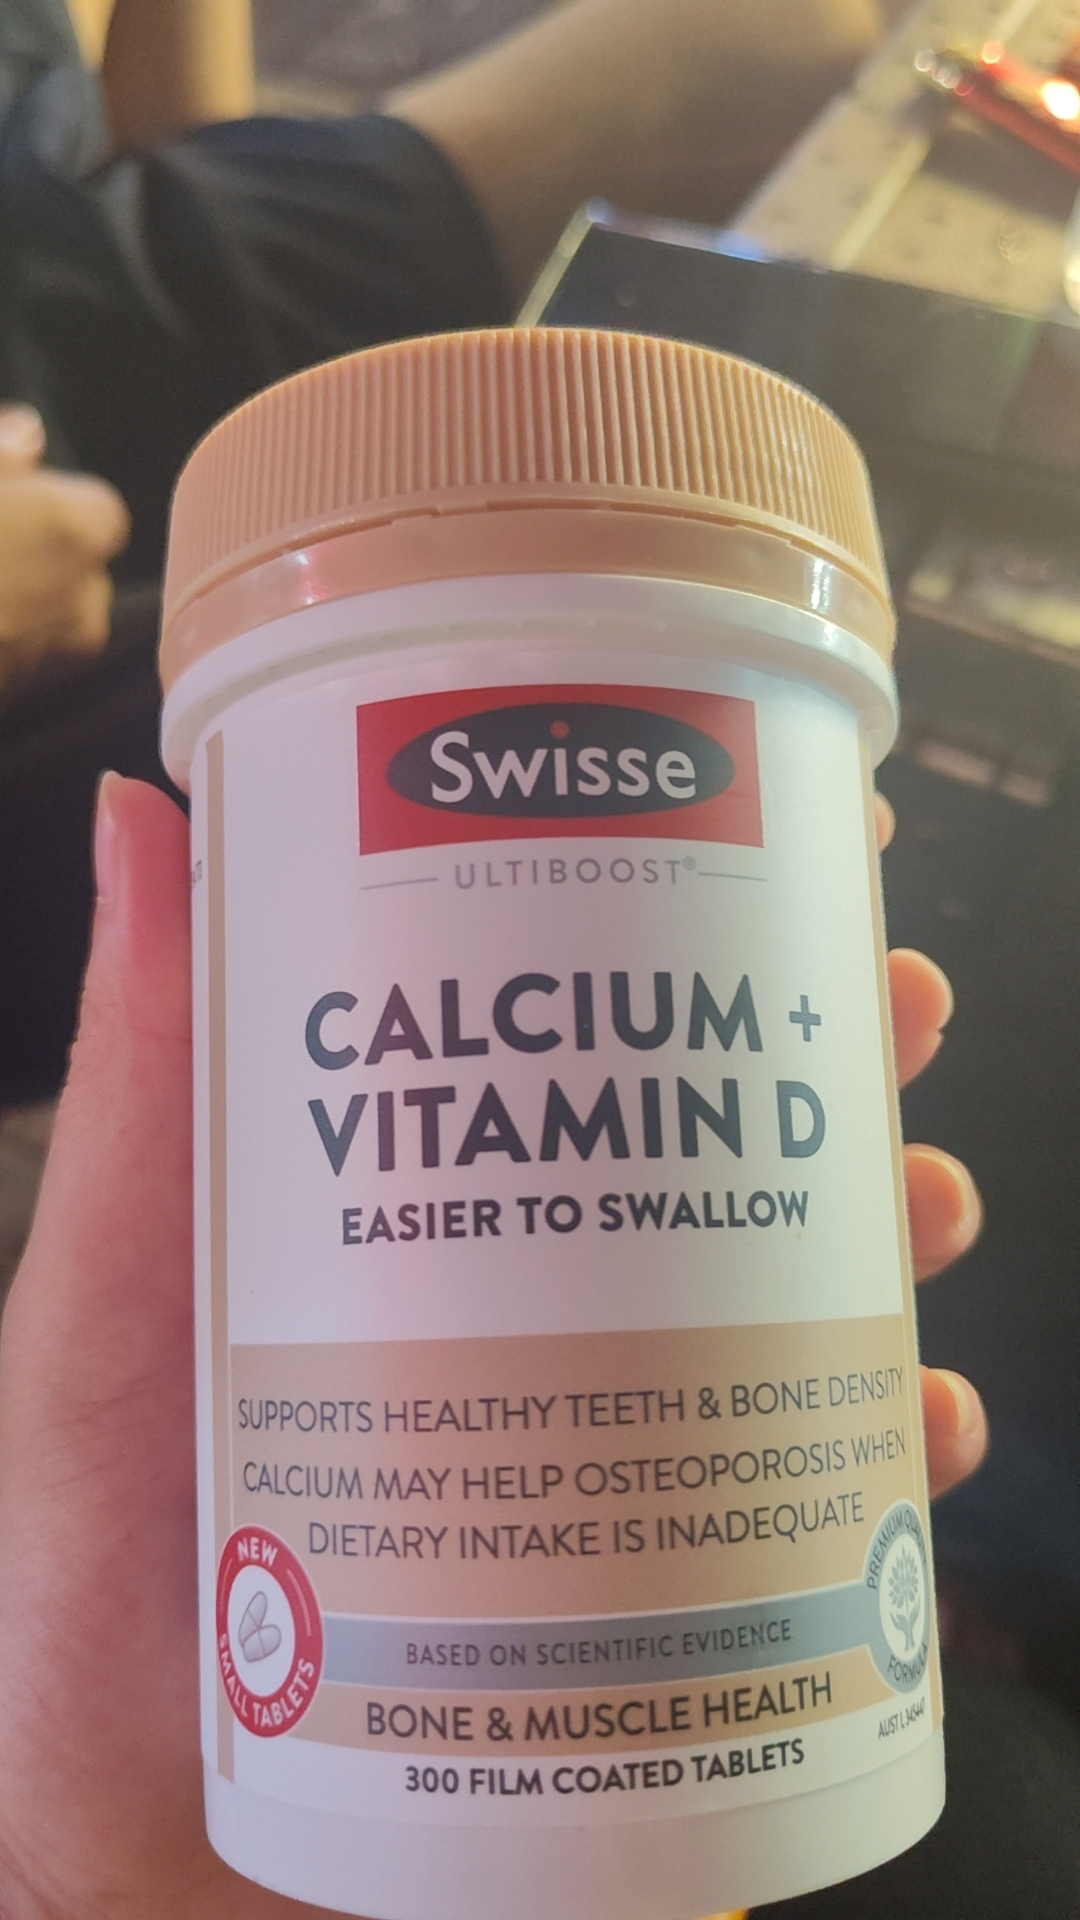 Swisse
ULTIBOOST®
CALCIUM +
VITAMIN D
EASIER TO SWALLOW
SUPPORTS HEALTHY TEETH & BONE DENSITY
CALCIUM MAY HELP OSTEOPOROSIS WHEN
DIETARY INTAKE IS INADEQUATE
NEW
SMALL TABLETS
PREMIUM QUALITY
FORMULA
BASED ON SCIENTIFIC EVIDENCE
BONE & MUSCLE HEALTH
AUST L
300 FILM COATED TABLETS